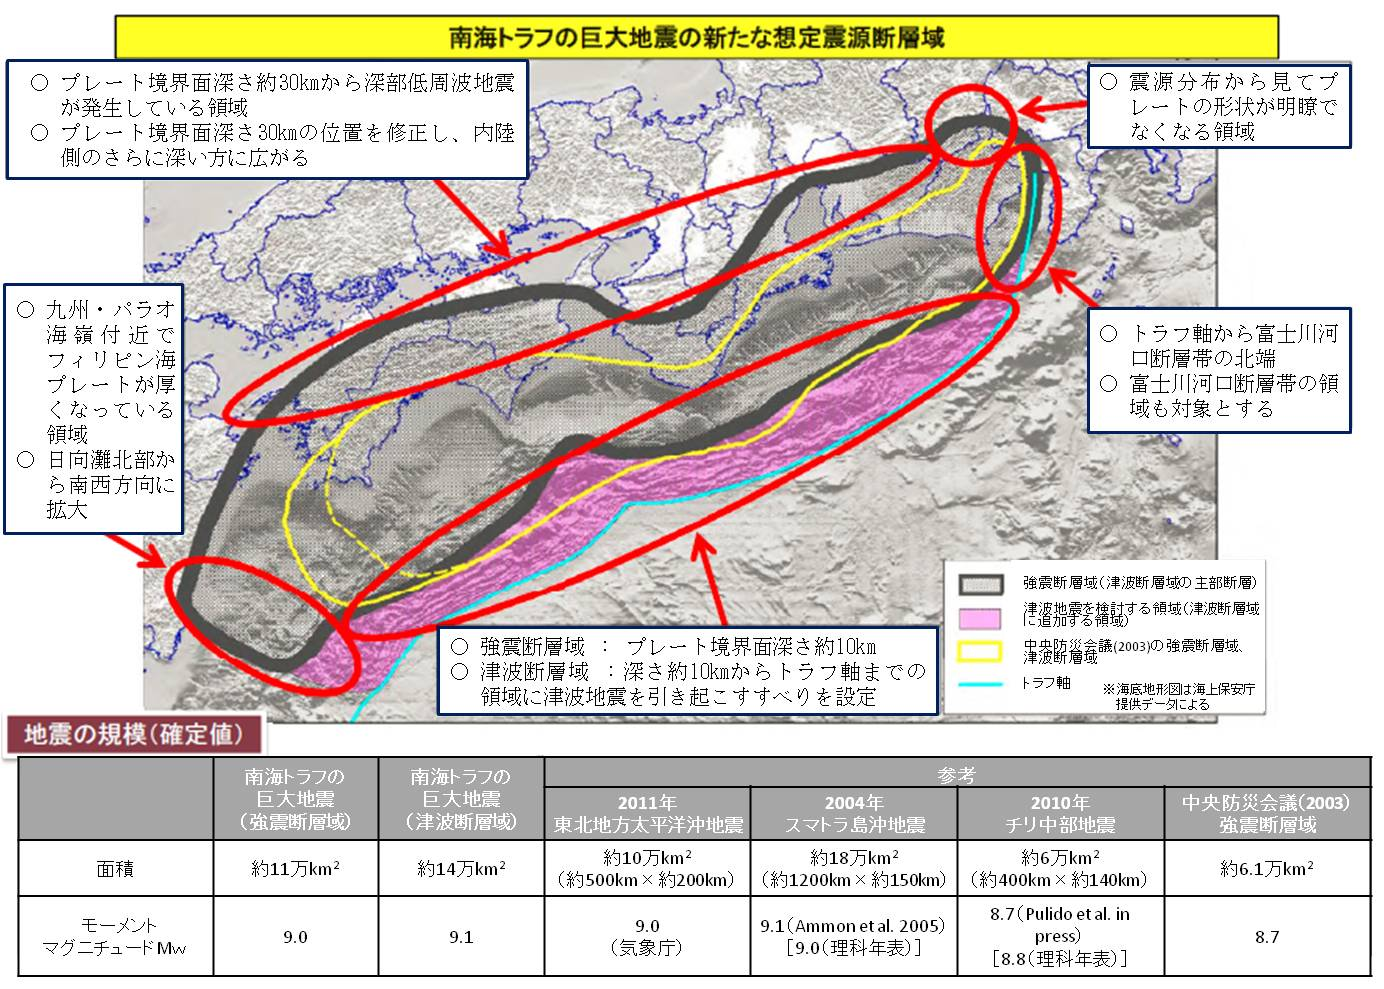 南海トラフの巨大地震の新たな想定震源断層域
○ プレート境界面深さ約30kmから深部低周波地震
が発生している領域
○ プレート境界面深さ30kmの位置を修正し、内陸
側のさらに深い方に広がる
○ 震源分布から見てプ
レートの形状が明瞭で
なくなる領域
○ 九州・パラオ
海嶺付近で
フィリピン海
プレートが厚
くなっている
領域
○ 日向灘北部か
ら南西方向に
拡大
○ トラフ軸から富士川河
口断層帯の北端
○ 富士川河口断層帯の領
域も対象とする
○ 強震断層域 : プレート境界面深さ約10km
○ 津波断層域 :深さ約10kmからトラフ軸までの
領域に津波地震を引き起こすすべりを設定
強震断層域(津波断層域の主部断層)
津波地震を検討する領域(津波断層域
に追加する領域)
中央防災会議(2003)の強震断層域、
津波断層域
トラフ軸
※海底地形図は海上保安庁
提供データによる
地震の規模(確定値)
南海トラフの
巨大地震
(強震断層域)
南海トラフの
巨大地震
(津波断層域)
参考
2011年
東北地方太平洋沖地震
2004年
スマトラ島沖地震
2010年
チリ中部地震
中央防災会議(2003)
強震断層域
面積
約11万km²
約14万km²
約10万km²
(約500km×約200km)
約18万km²
(約1200km×約150km)
約6万km²
(約400km×約140km)
約6.1万km²
モーメント
マグニチュードMw
9.0
9.1
9.0
(気象庁)
9.1(Ammon et al. 2005)
[9.0(理科年表)]
8.7(Pulido et al. in
press)
[8.8(理科年表)]
8.7